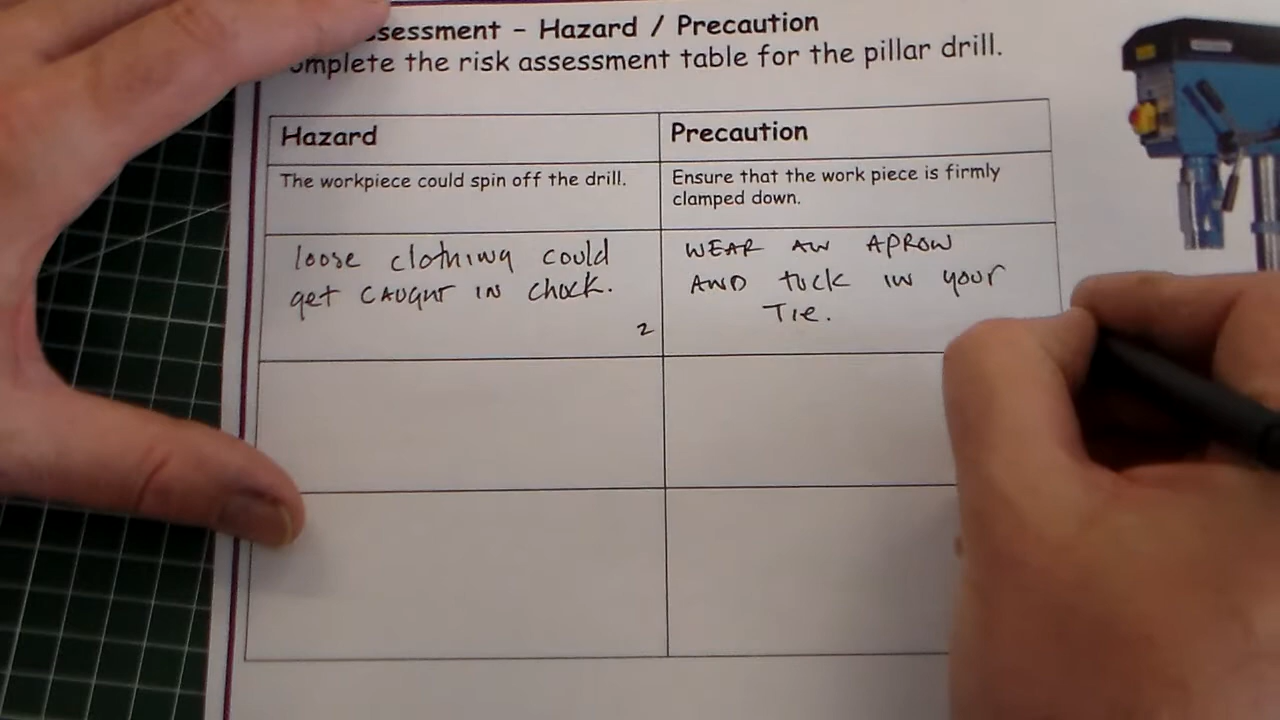 sessment – Hazard / Precaution
omplete the risk assessment table for the pillar drill.
Hazard
Precaution
The workpiece could spin off the drill.
Ensure that the work piece is firmly
clamped down.
loose clothing could
get CAUGHT IN chuck.
2
WEAR AN APRON
AND tuck in your
Tie.